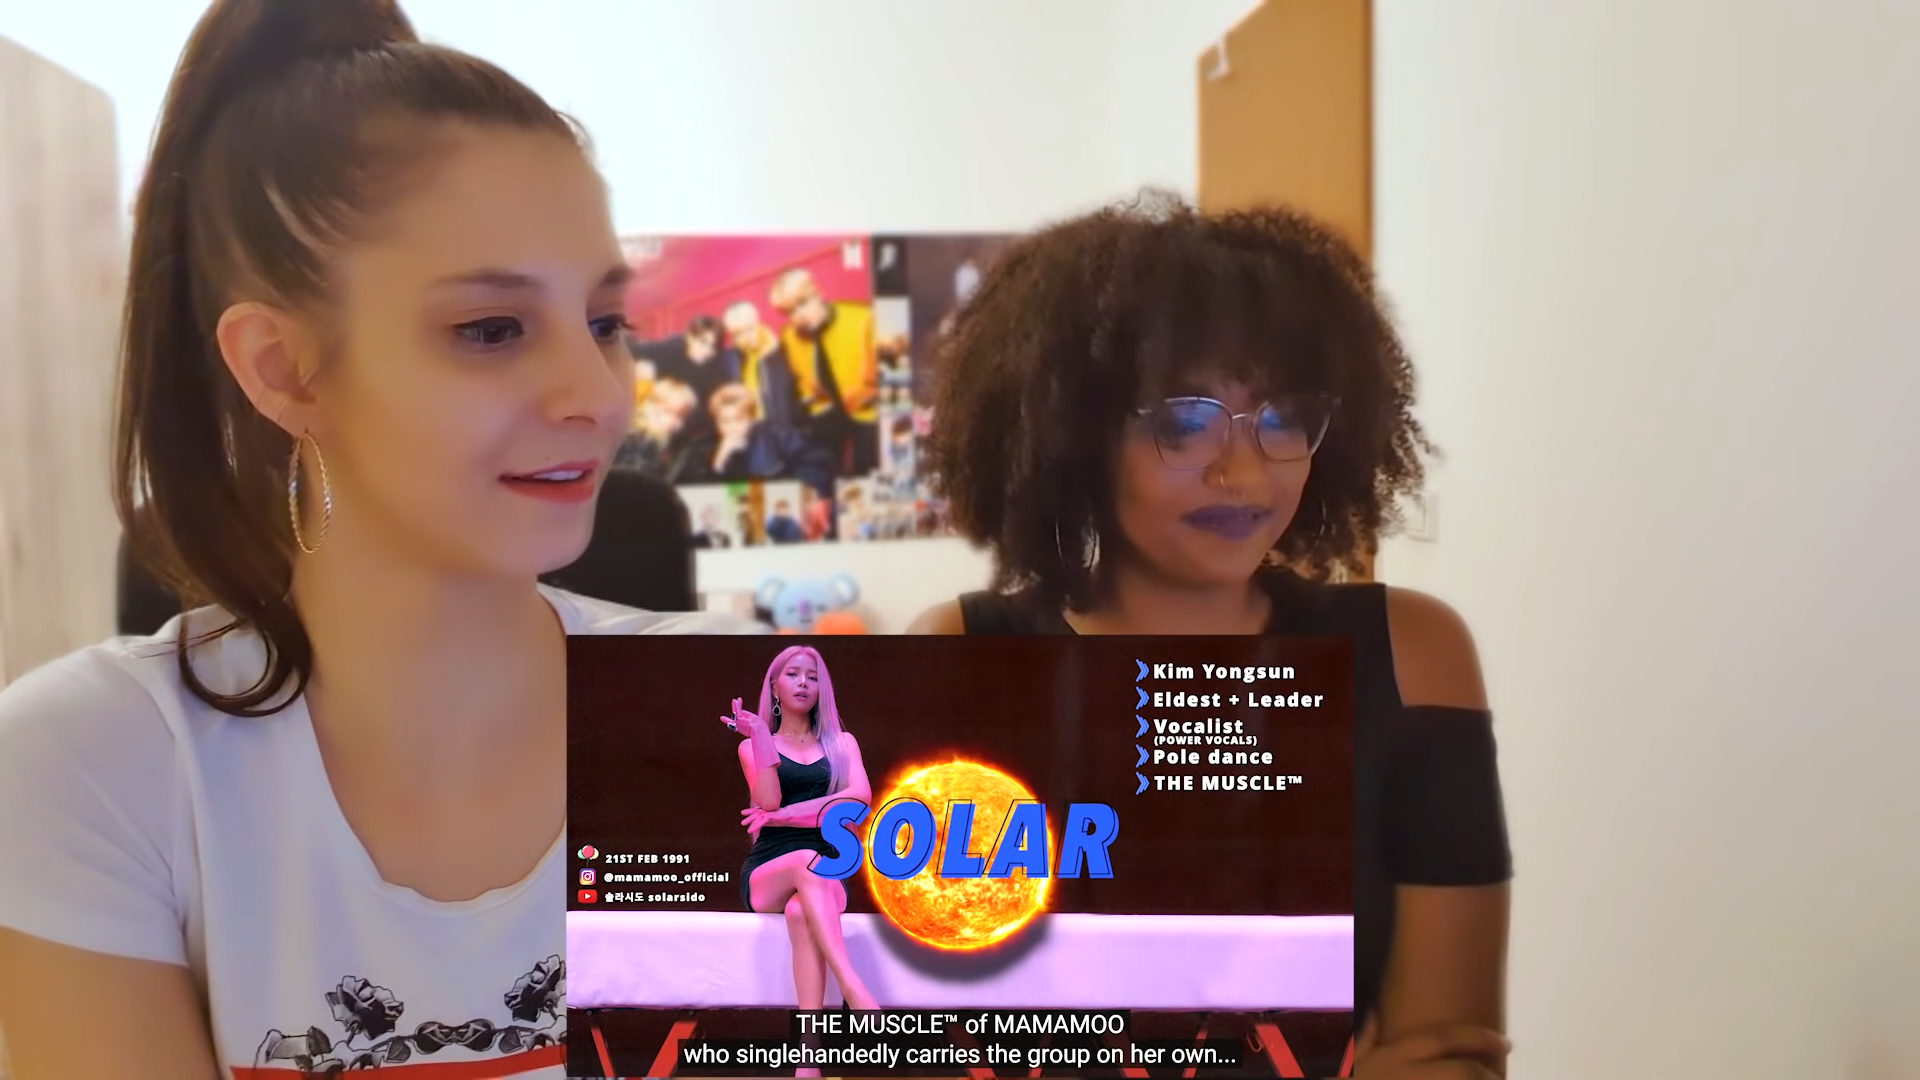 Kim Yongsun
Eldest + Leader
Vocalist
(POWER VOCALS)
Pole dance
THE MUSCLE™
SOLAR
21ST FEB 1991
@mamamoo_official
솔라시도 solarsido
THE MUSCLE™ of MAMAMOO
who singlehandedly carries the group on her own...